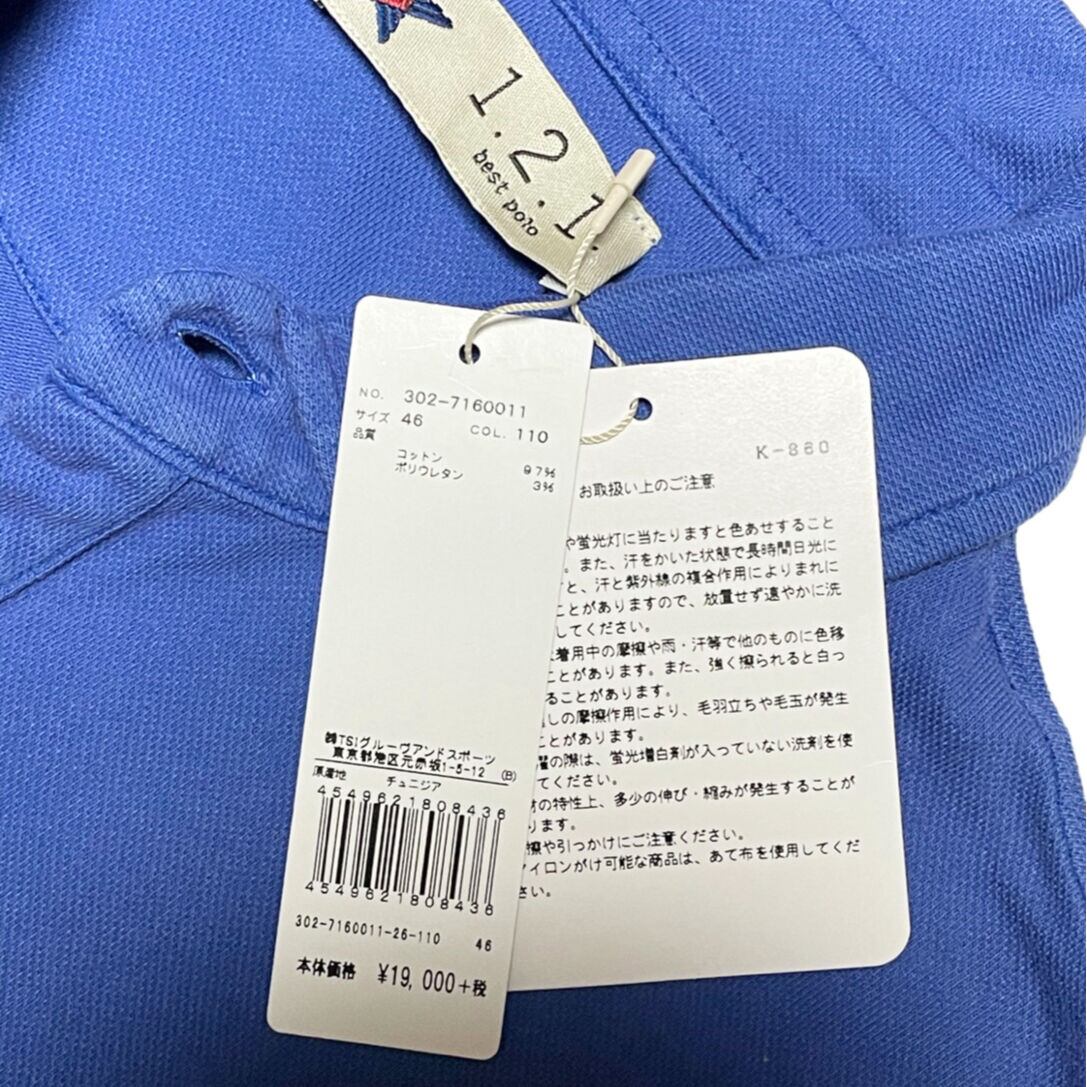 1.2.1.
best polo
NO. 302-7160011
サイズ 46 COL. 110
品質
コットン 97%
ポリウレタン 3%
㈱TSIグルーヴアンドスポーツ
東京都港区元赤坂1-5-12 (B)
原産地 チュニジア
4549621808436
4549621808436
302-7160011-26-110 46
本体価格 ¥19,000+税
K-860
お取扱い上のご注意
や蛍光灯に当たりますと色あせすること
。また、汗をかいた状態で長時間日光に
と、汗と紫外線の複合作用によりまれに
ことがありますので、放置せず速やかに洗
してください。
着用中の摩擦や雨・汗等で他のものに色移
ことがあります。また、強く擦られると白っ
ることがあります。
しの摩擦作用により、毛羽立ちや毛玉が発生
ことがあります。
の際は、蛍光増白剤が入っていない洗剤を使
てください。
の特性上、多少の伸び・縮みが発生することが
ります。
擦や引っかけにご注意ください。
アイロンがけ可能な商品は、あて布を使用してくだ
さい。